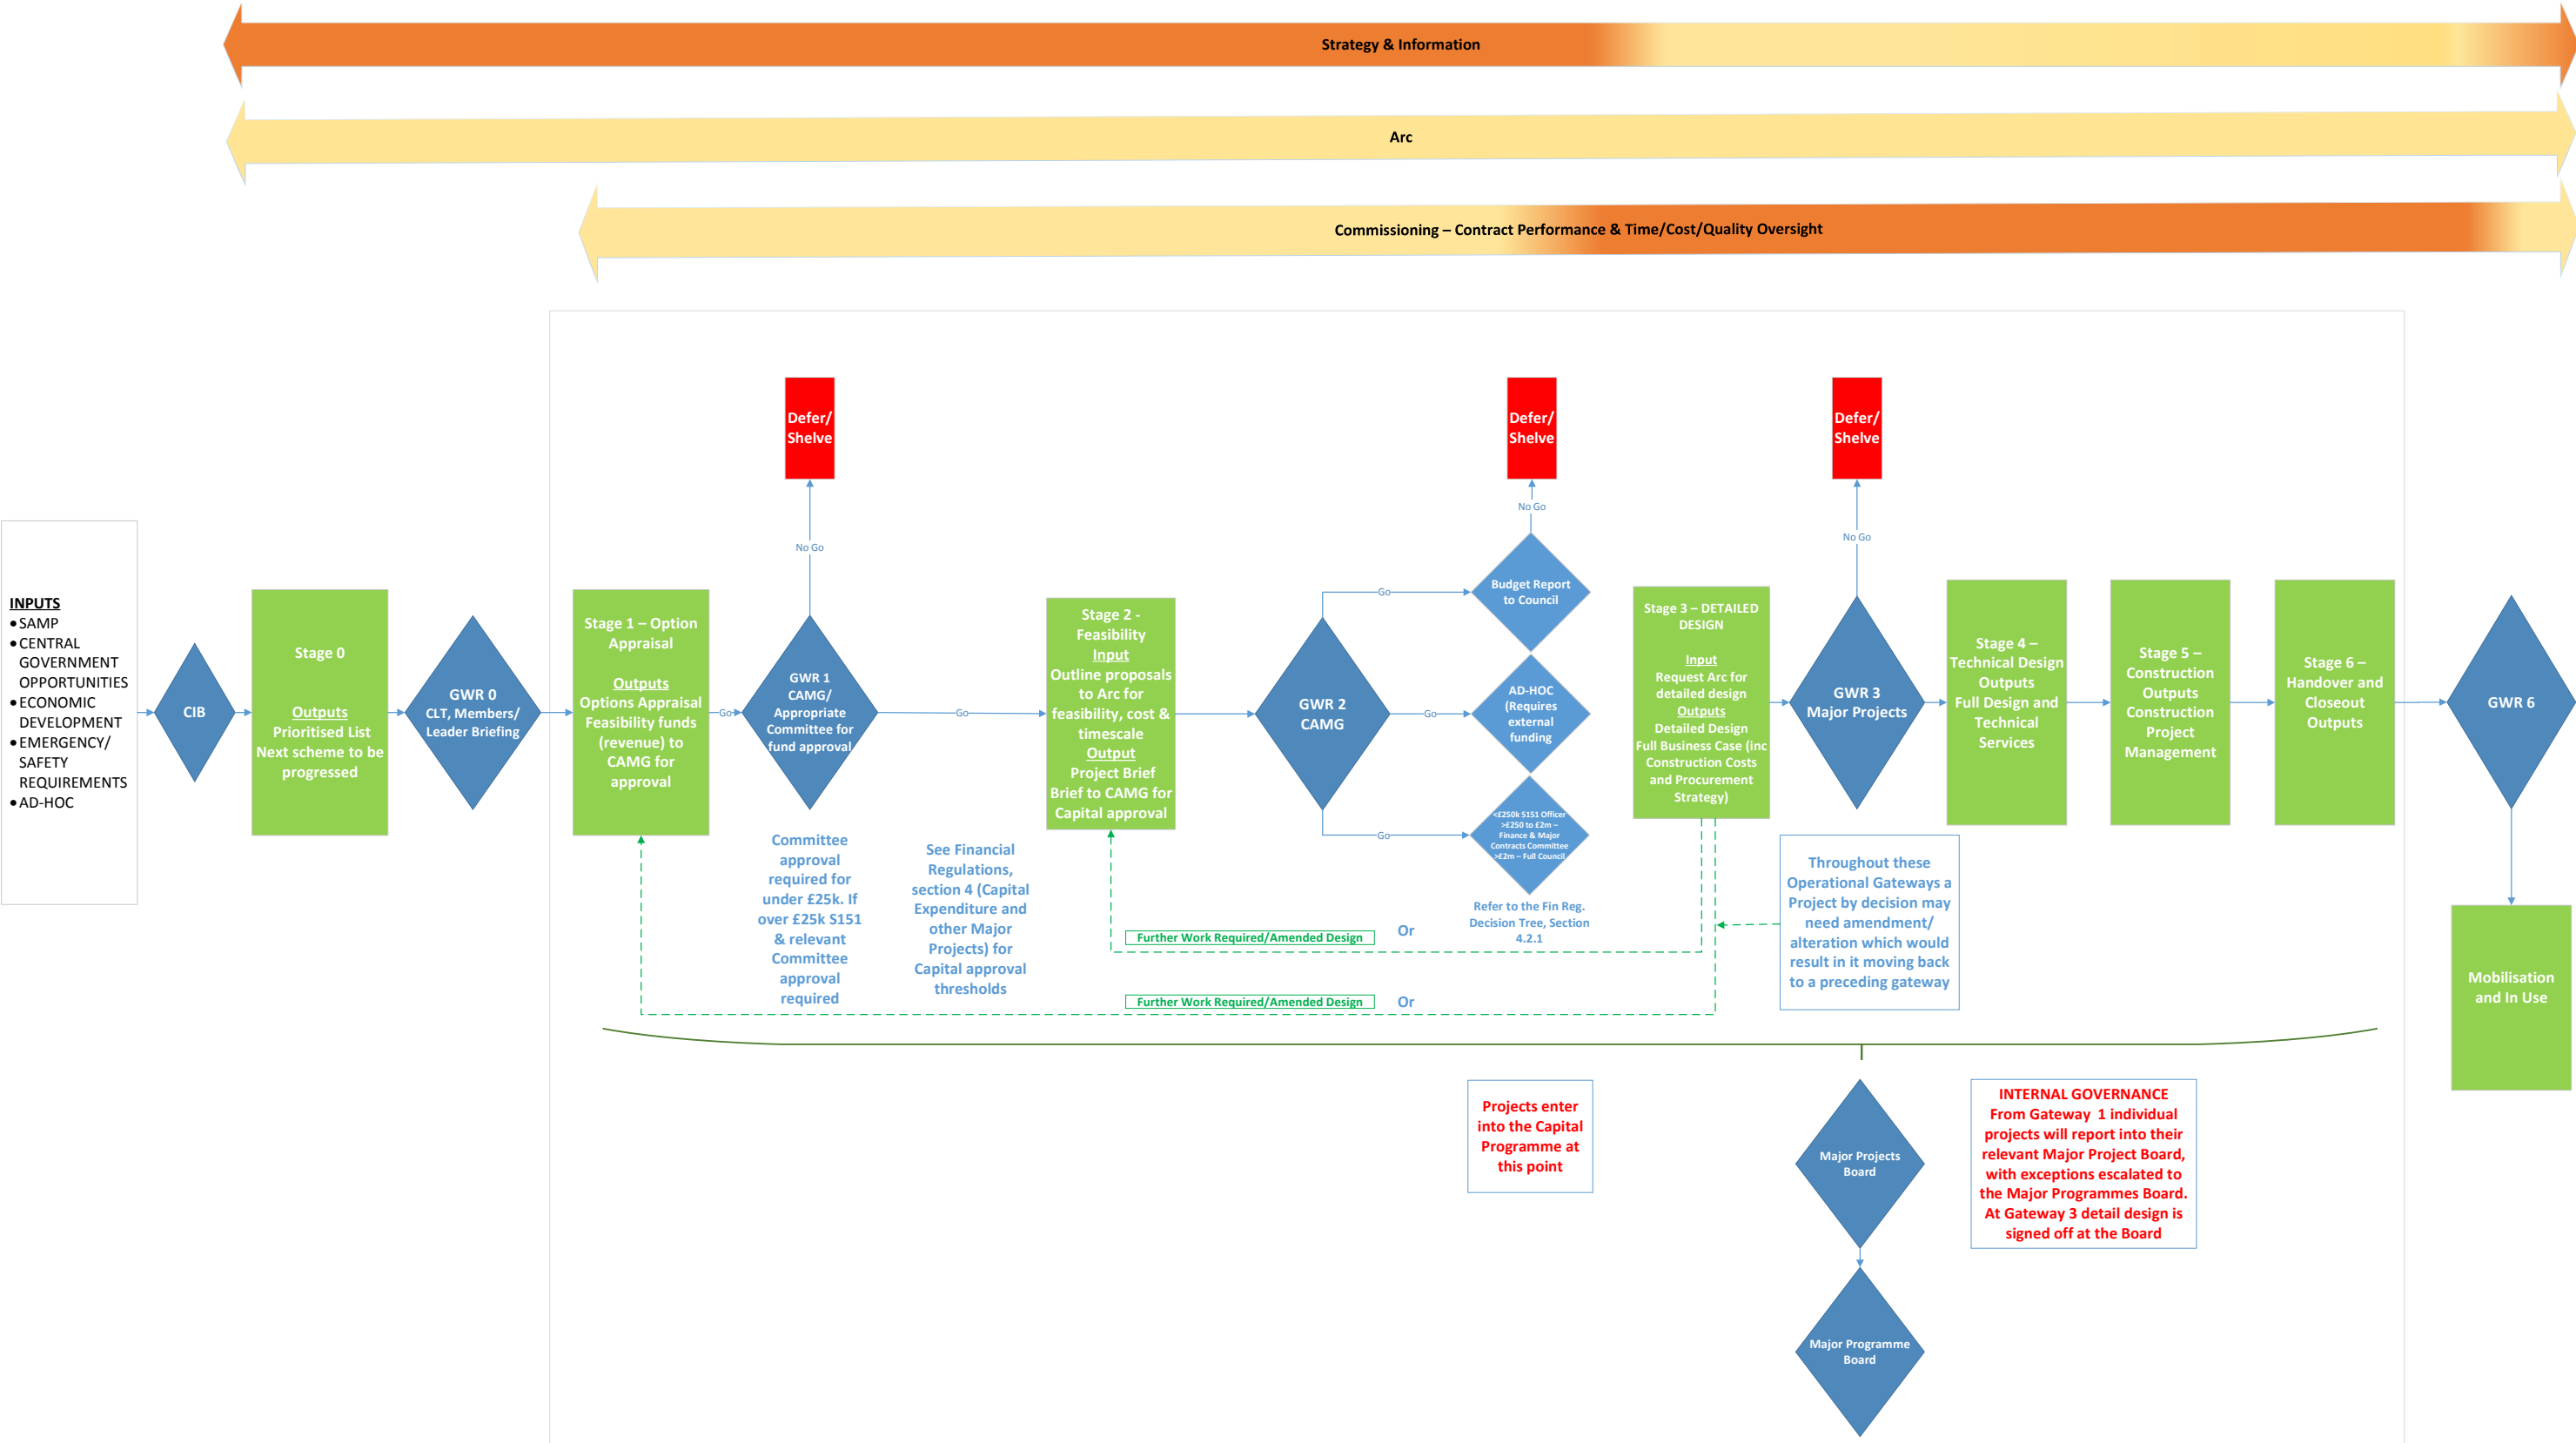 Strategy & Information
Arc
Commissioning – Contract Performance & Time/Cost/Quality Oversight
INPUTS
• SAMP
• CENTRAL
GOVERNMENT
OPPORTUNITIES
• ECONOMIC
DEVELOPMENT
• EMERGENCY/
SAFETY
REQUIREMENTS
• AD-HOC
CIB
Stage 0
Outputs
Prioritised List
Next scheme to be
progressed
GWR 0
CLT, Members/
Leader Briefing
Stage 1 – Option
Appraisal
Outputs
Options Appraisal
Feasibility funds
(revenue) to
CAMG for
approval
Go
Defer/
Shelve
No Go
GWR 1
CAMG/
Appropriate
Committee for
fund approval
Committee
approval
required for
under £25k. If
over £25k S151
& relevant
Committee
approval
required
Go
See Financial
Regulations,
section 4 (Capital
Expenditure and
other Major
Projects) for
Capital approval
thresholds
Stage 2 -
Feasibility
Input
Outline proposals
to Arc for
feasibility, cost &
timescale
Output
Project Brief
Brief to CAMG for
Capital approval
GWR 2
CAMG
Go
Go
Go
Defer/
Shelve
No Go
Budget Report
to Council
AD-HOC
(Requires
external
funding
<£250k S151 Officer
>£250 to £2m –
Finance & Major
Contracts Committee
>£2m – Full Council
Refer to the Fin Reg.
Decision Tree, Section
4.2.1
Further Work Required/Amended Design
Or
Further Work Required/Amended Design
Or
Stage 3 – DETAILED
DESIGN
Input
Request Arc for
detailed design
Outputs
Detailed Design
Full Business Case (inc
Construction Costs
and Procurement
Strategy)
Defer/
Shelve
No Go
GWR 3
Major Projects
Throughout these
Operational Gateways a
Project by decision may
need amendment/
alteration which would
result in it moving back
to a preceding gateway
Stage 4 –
Technical Design
Outputs
Full Design and
Technical
Services
Stage 5 –
Construction
Outputs
Construction
Project
Management
Stage 6 –
Handover and
Closeout
Outputs
GWR 6
Mobilisation
and In Use
Projects enter
into the Capital
Programme at
this point
Major Projects
Board
Major Programme
Board
INTERNAL GOVERNANCE
From Gateway 1 individual
projects will report into their
relevant Major Project Board,
with exceptions escalated to
the Major Programmes Board.
At Gateway 3 detail design is
signed off at the Board